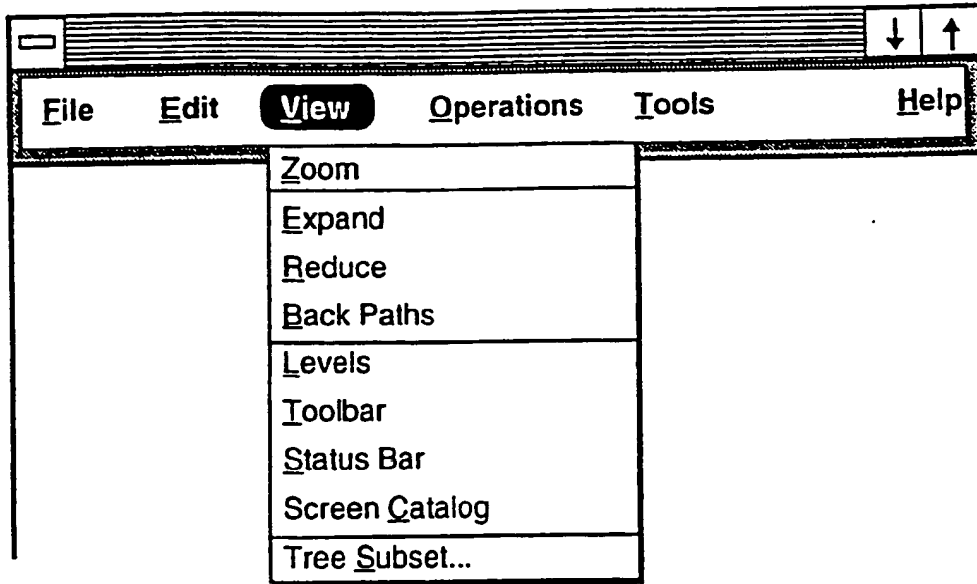 File Edit View Operations Tools Help
Zoom
Expand
Reduce
Back Paths
Levels
Toolbar
Status Bar
Screen Catalog
Tree Subset...